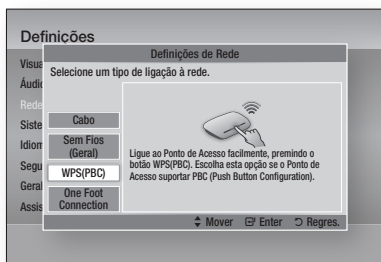 Definições
Definições de Rede
Selecione um tipo de ligação à rede.
Visua
Áudio
Rede
Siste
Idiom
Segu
Geral
Assis
Cabo
Sem Fios
(Geral)
WPS(PBC)
One Foot
Connection
Ligue ao Ponto de Acesso facilmente, premindo o
botão WPS(PBC). Escolha esta opção se o Ponto de
Acesso suportar PBC (Push Button Configuration).
Mover Enter Regres.